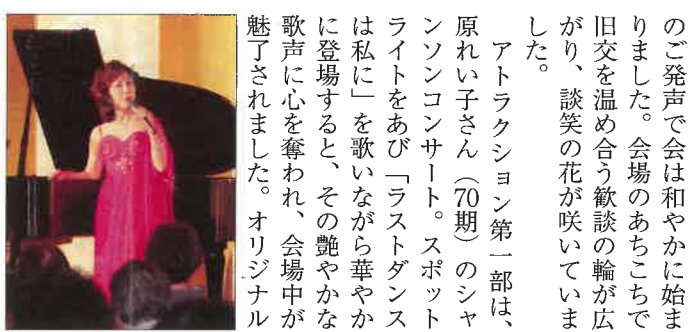 のご発声で会は和やかに始ま
りました。会場のあちこちで
旧交を温め合う歓談の輪が広
がり、談笑の花が咲いていま
した。
アトラクション第一部は、
原れい子さん（70期）のシャ
ンソンコンサート。スポット
ライトをあび「ラストダンス
は私に」を歌いながら華やか
に登場すると、その艶やかな
歌声に心を奪われ、会場中が
魅了されました。オリジナル